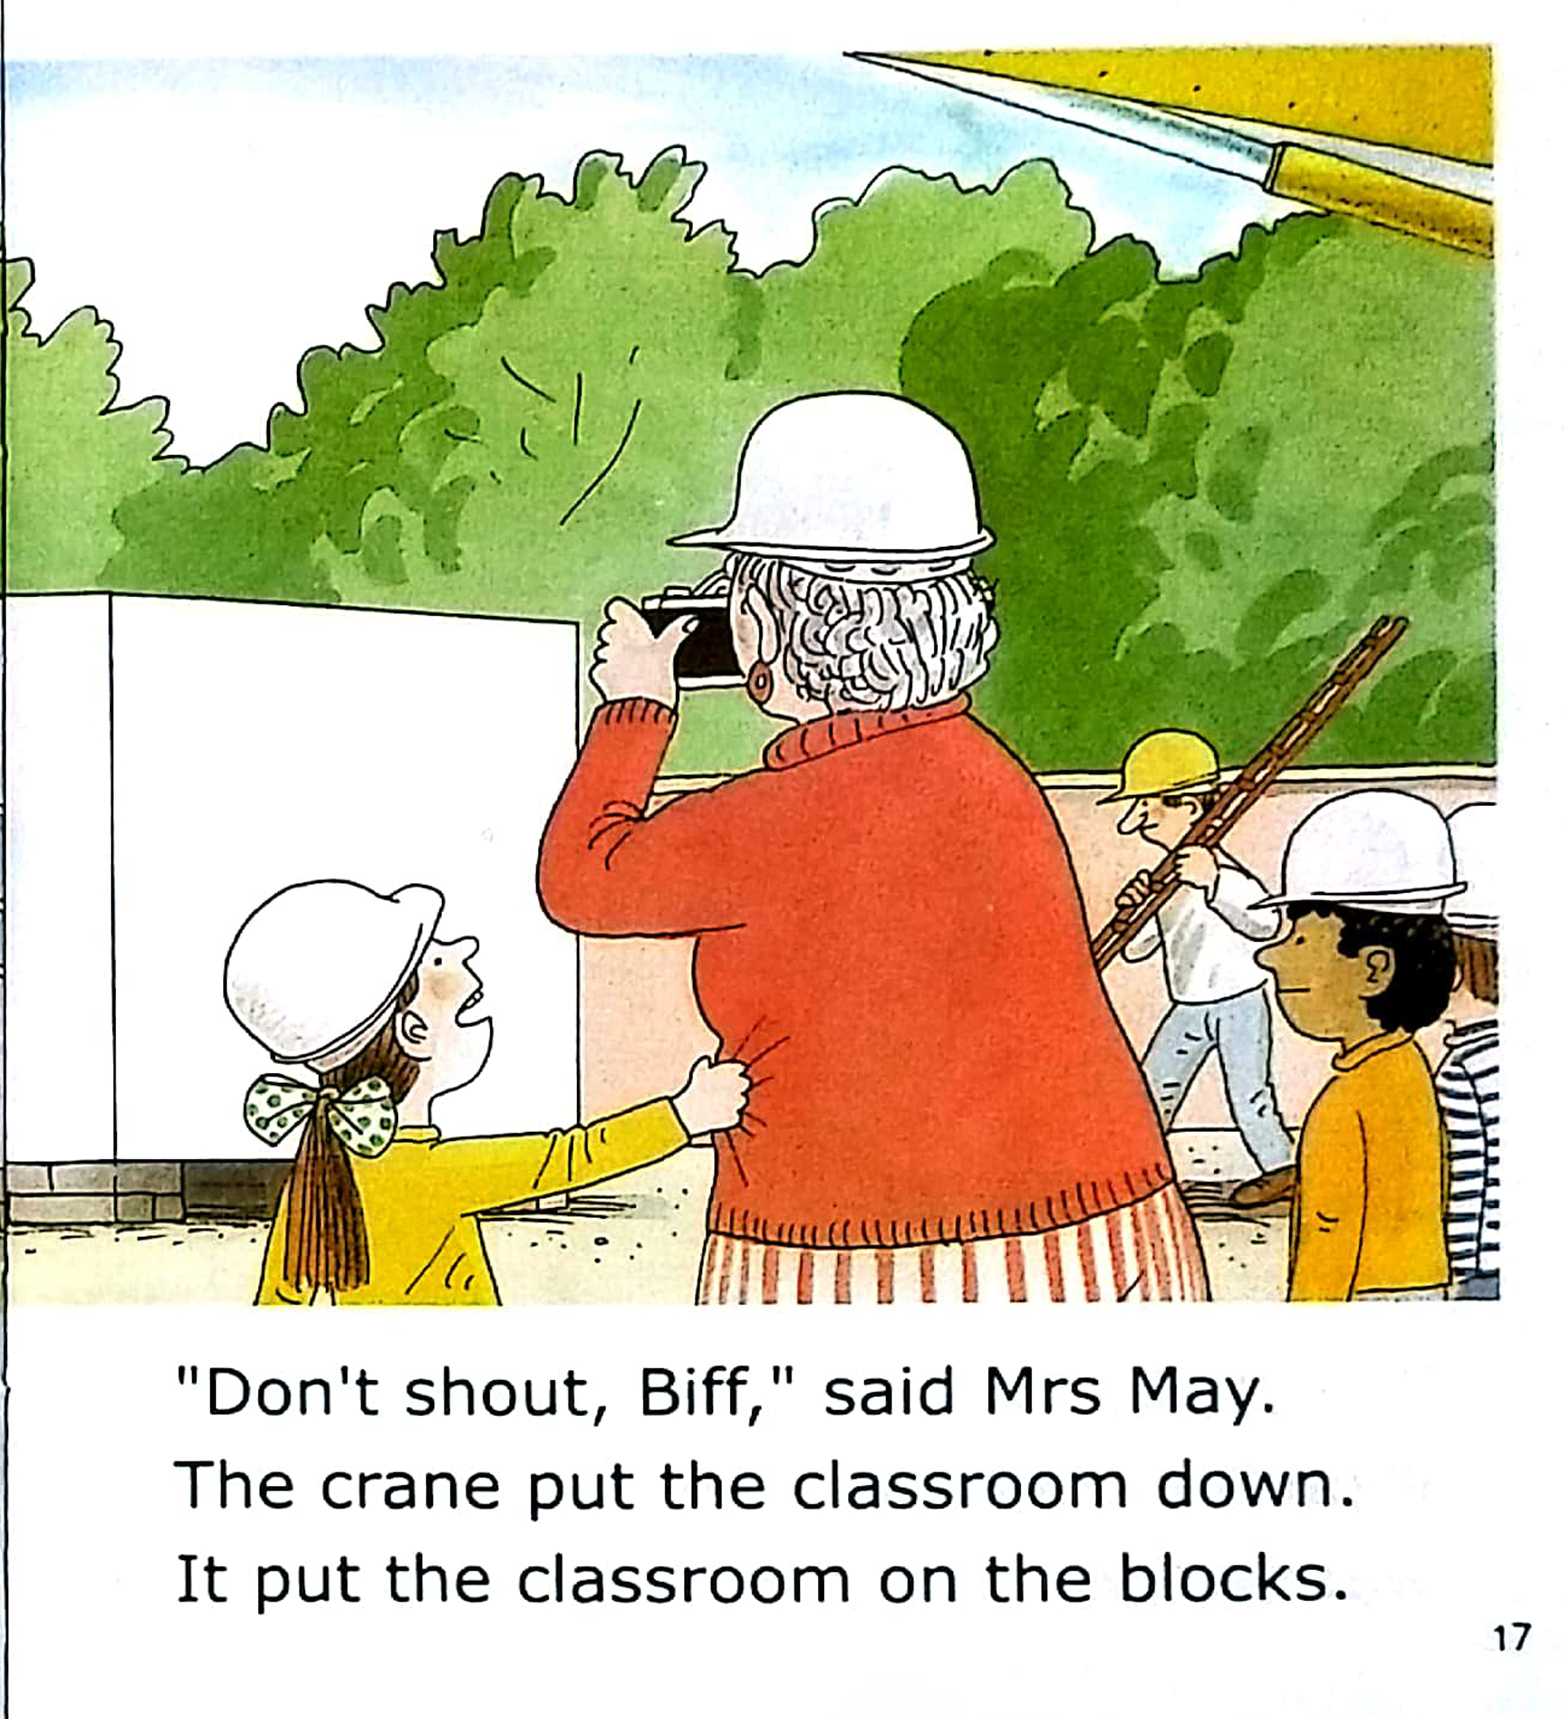 "Don't shout, Biff," said Mrs May.
The crane put the classroom down.
It put the classroom on the blocks.
17